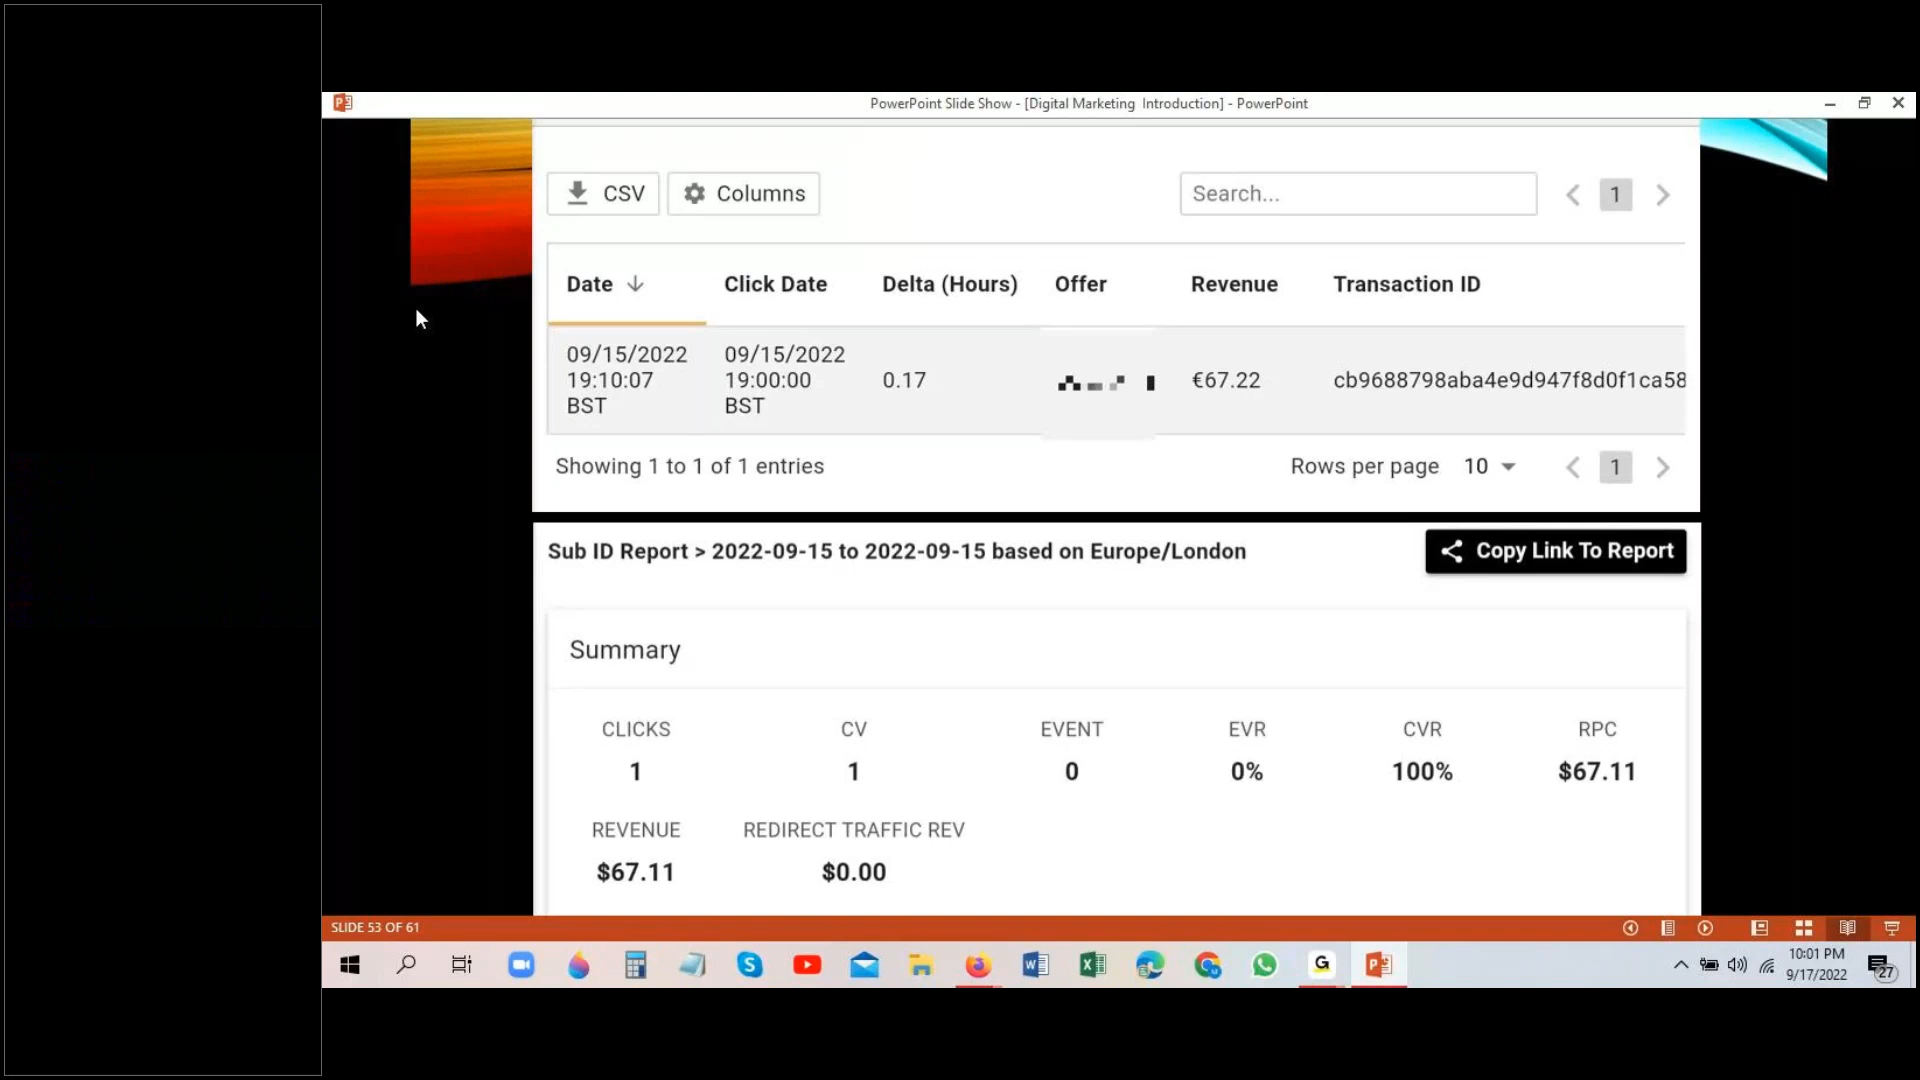 PowerPoint Slide Show - [Digital Marketing Introduction] - PowerPoint
CSV Columns Search... 1
Date Click Date Delta (Hours) Offer Revenue Transaction ID
09/15/2022 09/15/2022
19:10:07 19:00:00 0.17 €67.22 cb9688798aba4e9d947f8d0f1ca58
BST BST
Showing 1 to 1 of 1 entries Rows per page 10 1
Sub ID Report > 2022-09-15 to 2022-09-15 based on Europe/London Copy Link To Report
Summary
CLICKS CV EVENT EVR CVR RPC
1 1 0 0% 100% $67.11
REVENUE REDIRECT TRAFFIC REV
$67.11 $0.00
SLIDE 53 OF 61
10:01 PM
9/17/2022
27